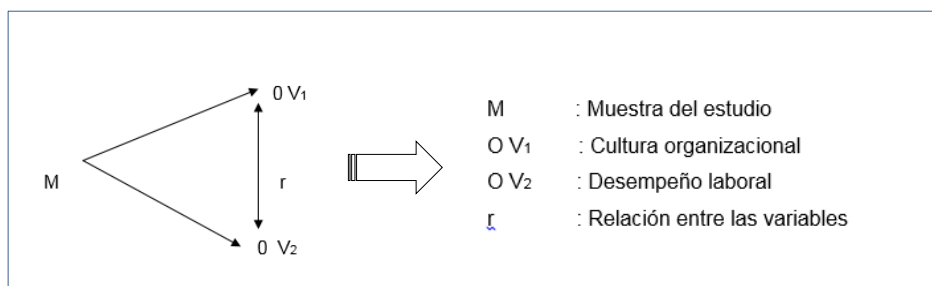 0 V₁
M
r
0 V₂
M : Muestra del estudio
O V₁ : Cultura organizacional
O V₂ : Desempeño laboral
r : Relación entre las variables